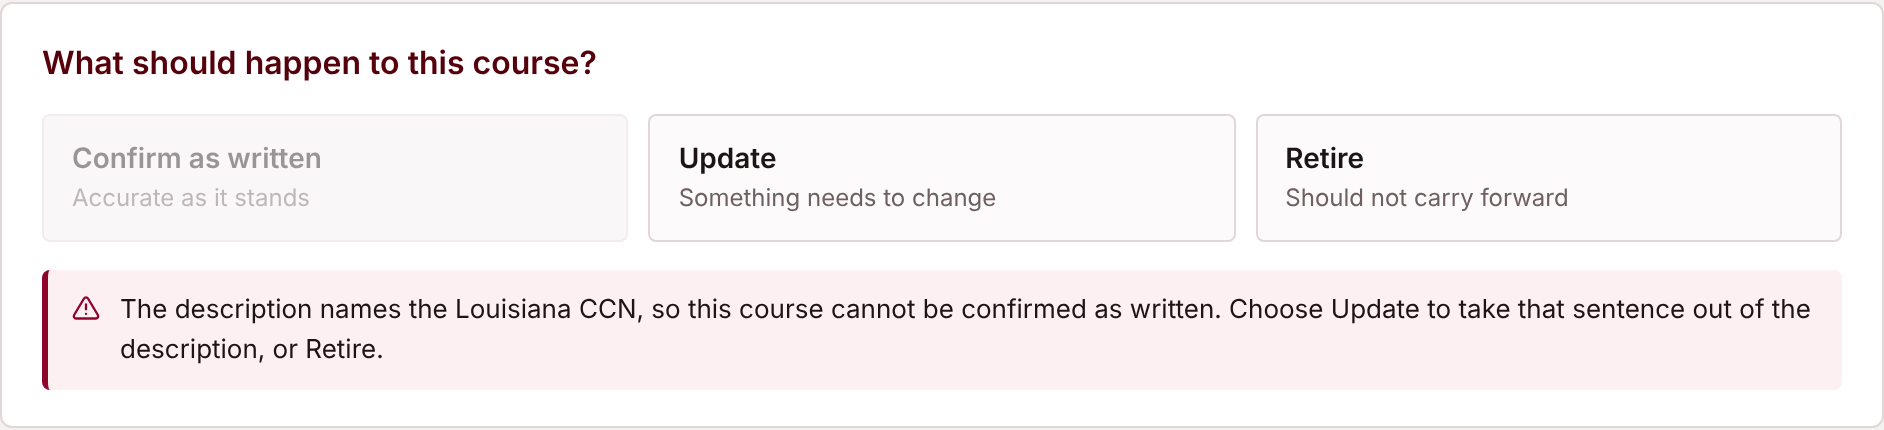 What should happen to this course?
Confirm as written
Accurate as it stands
Update
Something needs to change
Retire
Should not carry forward
The description names the Louisiana CCN, so this course cannot be confirmed as written. Choose Update to take that sentence out of the
description, or Retire.